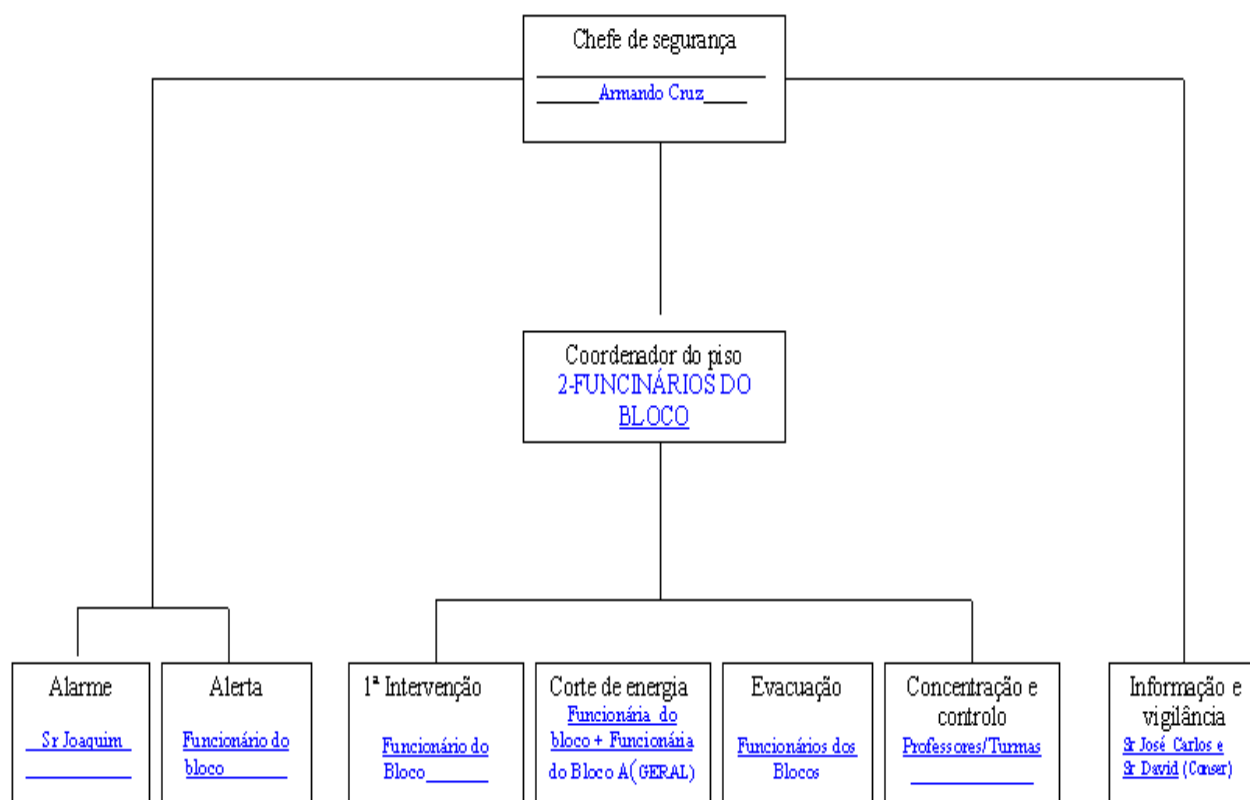 Chefe de segurança
Armando Cruz
Coordenador do piso
2-FUNCINÁRIOS DO
BLOCO
Alarme
Sr Joaquim
Alerta
Funcionário do
bloco
1ª Intervenção
Funcionário do
Bloco
Corte de energia
Funcionária do
bloco + Funcionária
do Bloco A(GERAL)
Evacuação
Funcionários dos
Blocos
Concentração e
controlo
Professores/Turmas
Informação e
vigilância
Sr José Carlos e
Sr David (Conser)